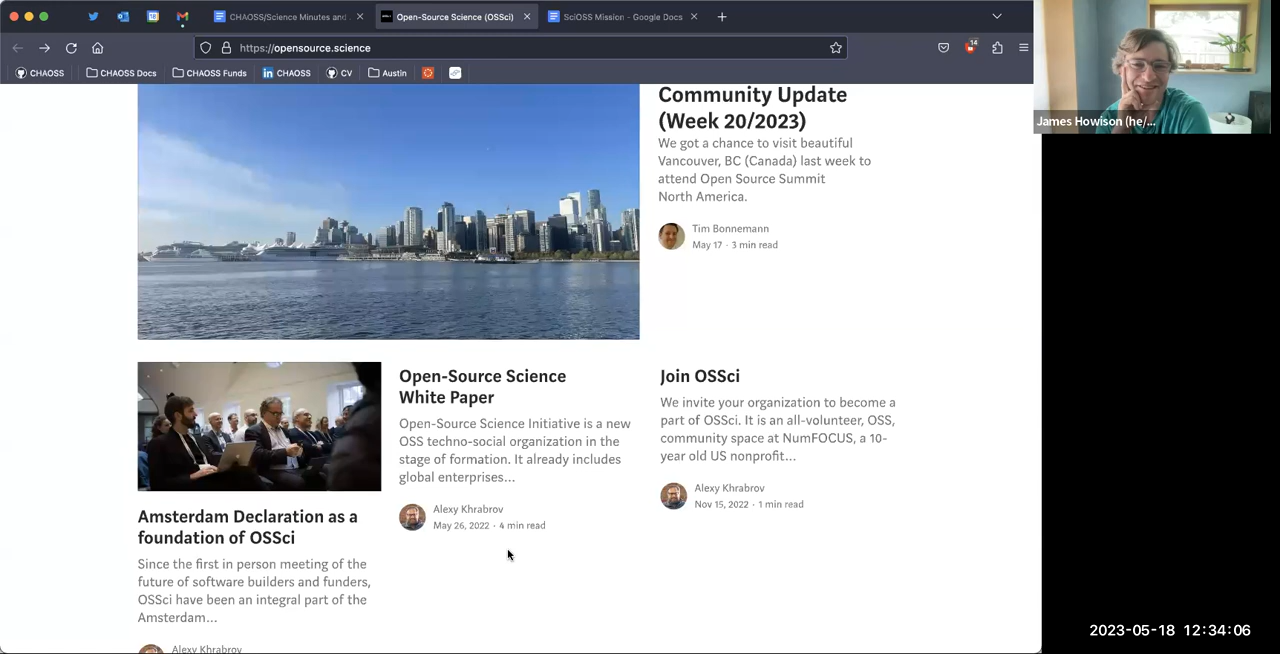 CHAOSS/Science Minutes and
Open-Source Science (OSSci)
SciOSS Mission - Google Docs
https://opensource.science
14
CHAOSS
CHAOSS Docs
CHAOSS Funds
CHAOSS
CV
Austin
James Howison (he/...
Community Update
(Week 20/2023)
We got a chance to visit beautiful
Vancouver, BC (Canada) last week to
attend Open Source Summit
North America.
Tim Bonnemann
May 17 · 3 min read
Amsterdam Declaration as a
foundation of OSSci
Since the first in person meeting of the
future of software builders and funders,
OSSci have been an integral part of the
Amsterdam...
Alexy Khrabrov
Open-Source Science
White Paper
Open-Source Science Initiative is a new
OSS techno-social organization in the
stage of formation. It already includes
global enterprises...
Alexy Khrabrov
May 26, 2022 · 4 min read
Join OSSci
We invite your organization to become a
part of OSSci. It is an all-volunteer, OSS,
community space at NumFOCUS, a 10-
year old US nonprofit...
Alexy Khrabrov
Nov 15, 2022 · 1 min read
2023-05-18 12:34:06